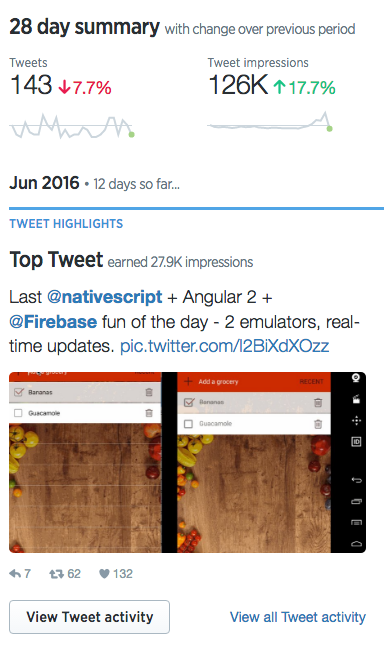 28 day summary with change over previous period
Tweets Tweet impressions
143 ↓7.7% 126K ↑17.7%
Jun 2016 • 12 days so far...
TWEET HIGHLIGHTS
Top Tweet earned 27.9K impressions
Last @nativescript + Angular 2 +
@Firebase fun of the day - 2 emulators, real-
time updates. pic.twitter.com/l2BiXdXOzz
grocery
Add a grocery RECENT
Bananas Bananas
Guacamole Guacamole
7 62 132
View Tweet activity View all Tweet activity